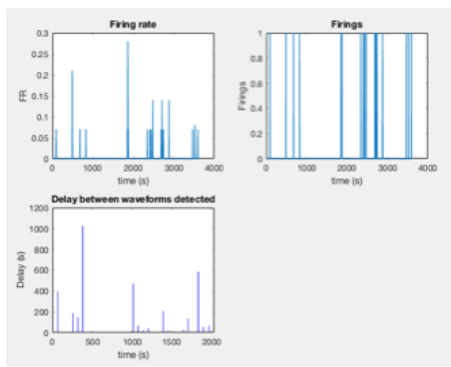 Firing rate
0.3
0.25
0.2
0.15
0.1
0.05
0
FR
0 1000 2000 3000 4000
time (s)
Firings
1
0.8
0.6
0.4
0.2
0
Firings
0 1000 2000 3000 4000
time (s)
Delay between waveforms detected
1200
1000
800
600
400
200
0
Delay (s)
0 500 1000 1500 2000
time (s)